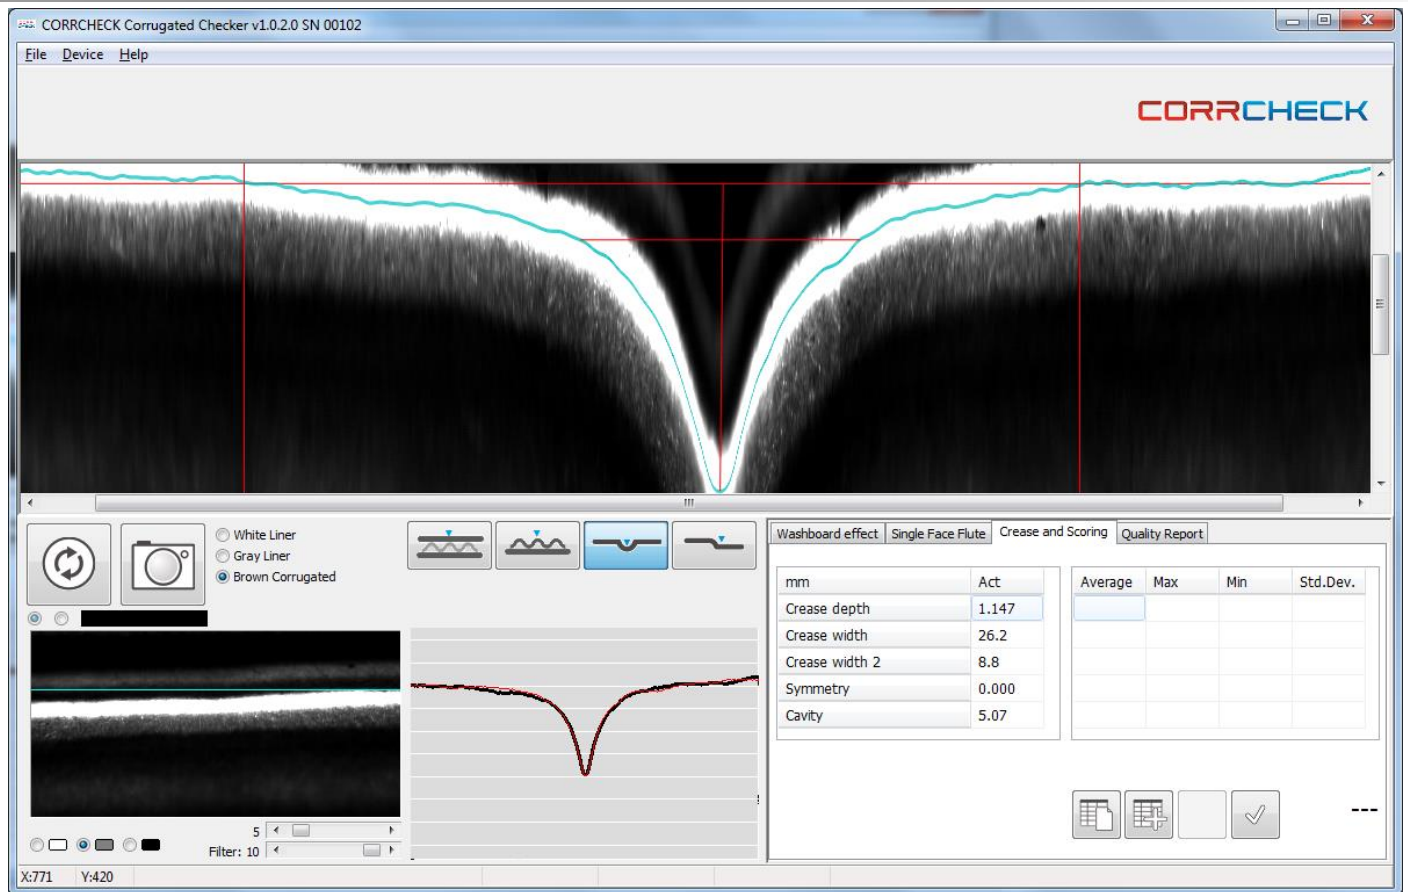 CORRCHECK Corrugated Checker v1.0.2.0 SN 00102
File Device Help
CORRCHECK
White Liner
Gray Liner
Brown Corrugated
5
Filter: 10
Washboard effect Single Face Flute Crease and Scoring Quality Report
mm Act Average Max Min Std.Dev.
Crease depth 1.147
Crease width 26.2
Crease width 2 8.8
Symmetry 0.000
Cavity 5.07
---
X:771 Y:420